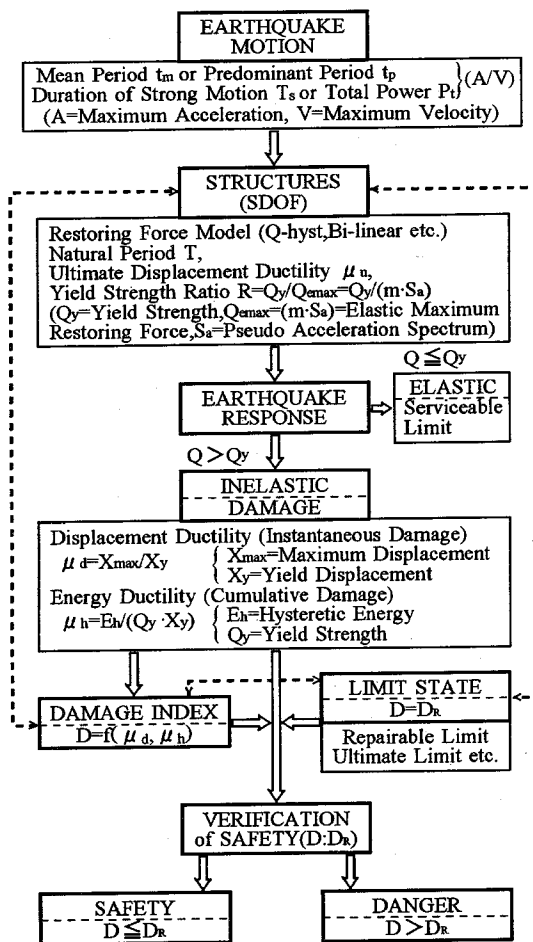 EARTHQUAKE
MOTION
Mean Period tm or Predominant Period tp
Duration of Strong Motion Ts or Total Power Pt
}(A/V)
(A=Maximum Acceleration, V=Maximum Velocity)
STRUCTURES
(SDOF)
Restoring Force Model (Q-hyst,Bi-linear etc.)
Natural Period T,
Ultimate Displacement Ductility μu,
Yield Strength Ratio R=Qy/Qemax=Qy/(m·Sa)
(Qy=Yield Strength,Qemax=(m·Sa)=Elastic Maximum
Restoring Force,Sa=Pseudo Acceleration Spectrum)
Q≦Qy
EARTHQUAKE
RESPONSE
ELASTIC
Serviceable
Limit
Q>Qy
INELASTIC
DAMAGE
Displacement Ductility (Instantaneous Damage)
μd=Xmax/Xy { Xmax=Maximum Displacement
Xy=Yield Displacement
Energy Ductility (Cumulative Damage)
μh=Eh/(Qy·Xy) { Eh=Hysteretic Energy
Qy=Yield Strength
DAMAGE INDEX
D=f(μd,μh)
LIMIT STATE
D=DR
Repairable Limit
Ultimate Limit etc.
VERIFICATION
of SAFETY(D:DR)
SAFETY
D≦DR
DANGER
D>DR